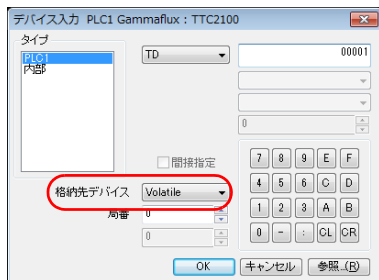 デバイス入力 PLC1 Gammaflux : TTC2100
タイプ
PLC1
内部
TD
00001
0
間接指定
格納先デバイス Volatile
局番 0
0
7 8 9 E F
4 5 6 C D
1 2 3 A B
0 - : CL CR
OK キャンセル 参照...(R)